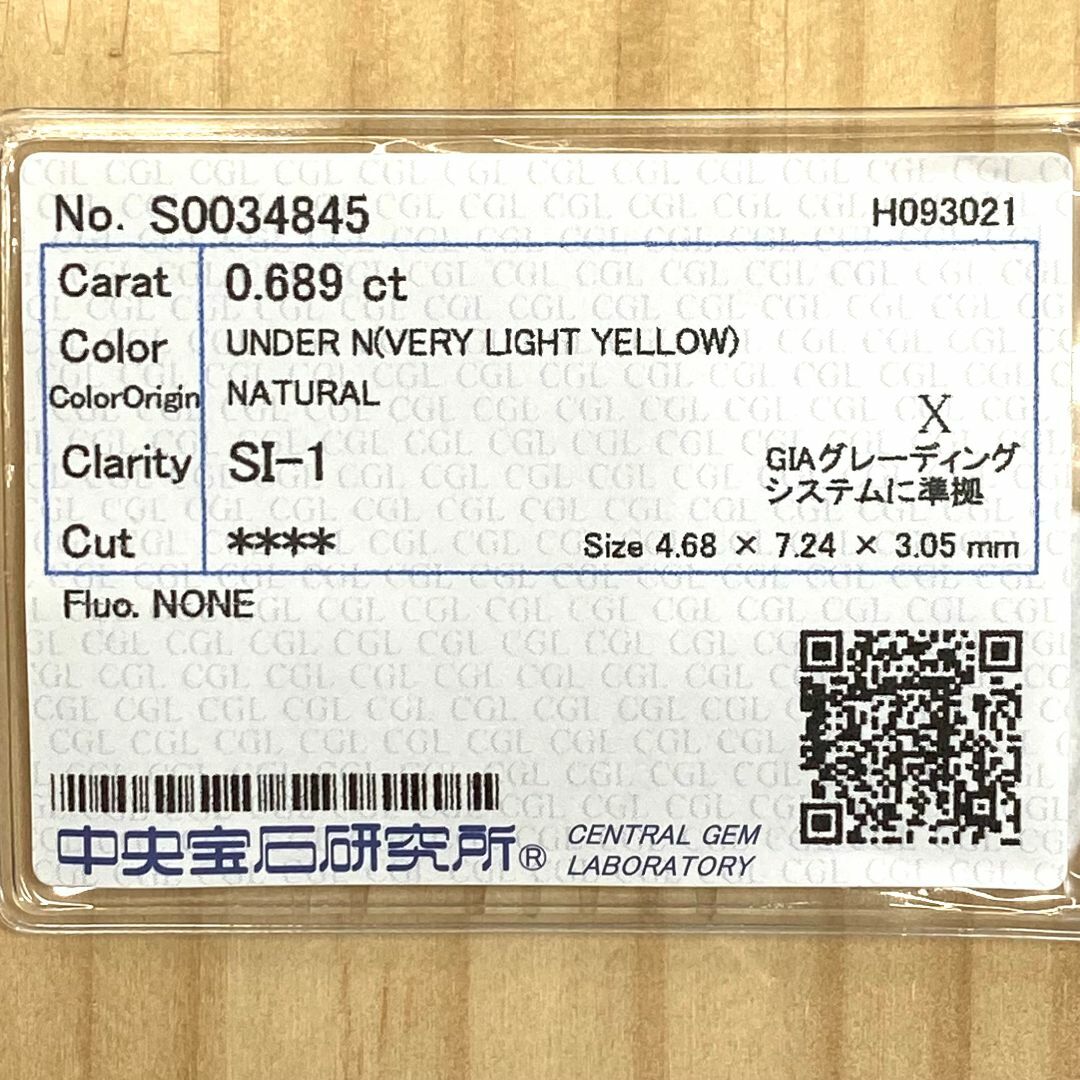 No. S0034845
H093021
Carat 0.689 ct
Color UNDER N(VERY LIGHT YELLOW)
ColorOrigin NATURAL
X
Clarity SI-1
GIAグレーディング
システムに準拠
Cut ****
Size 4.68 × 7.24 × 3.05 mm
Fluo. NONE
中央宝石研究所®
CENTRAL GEM
LABORATORY